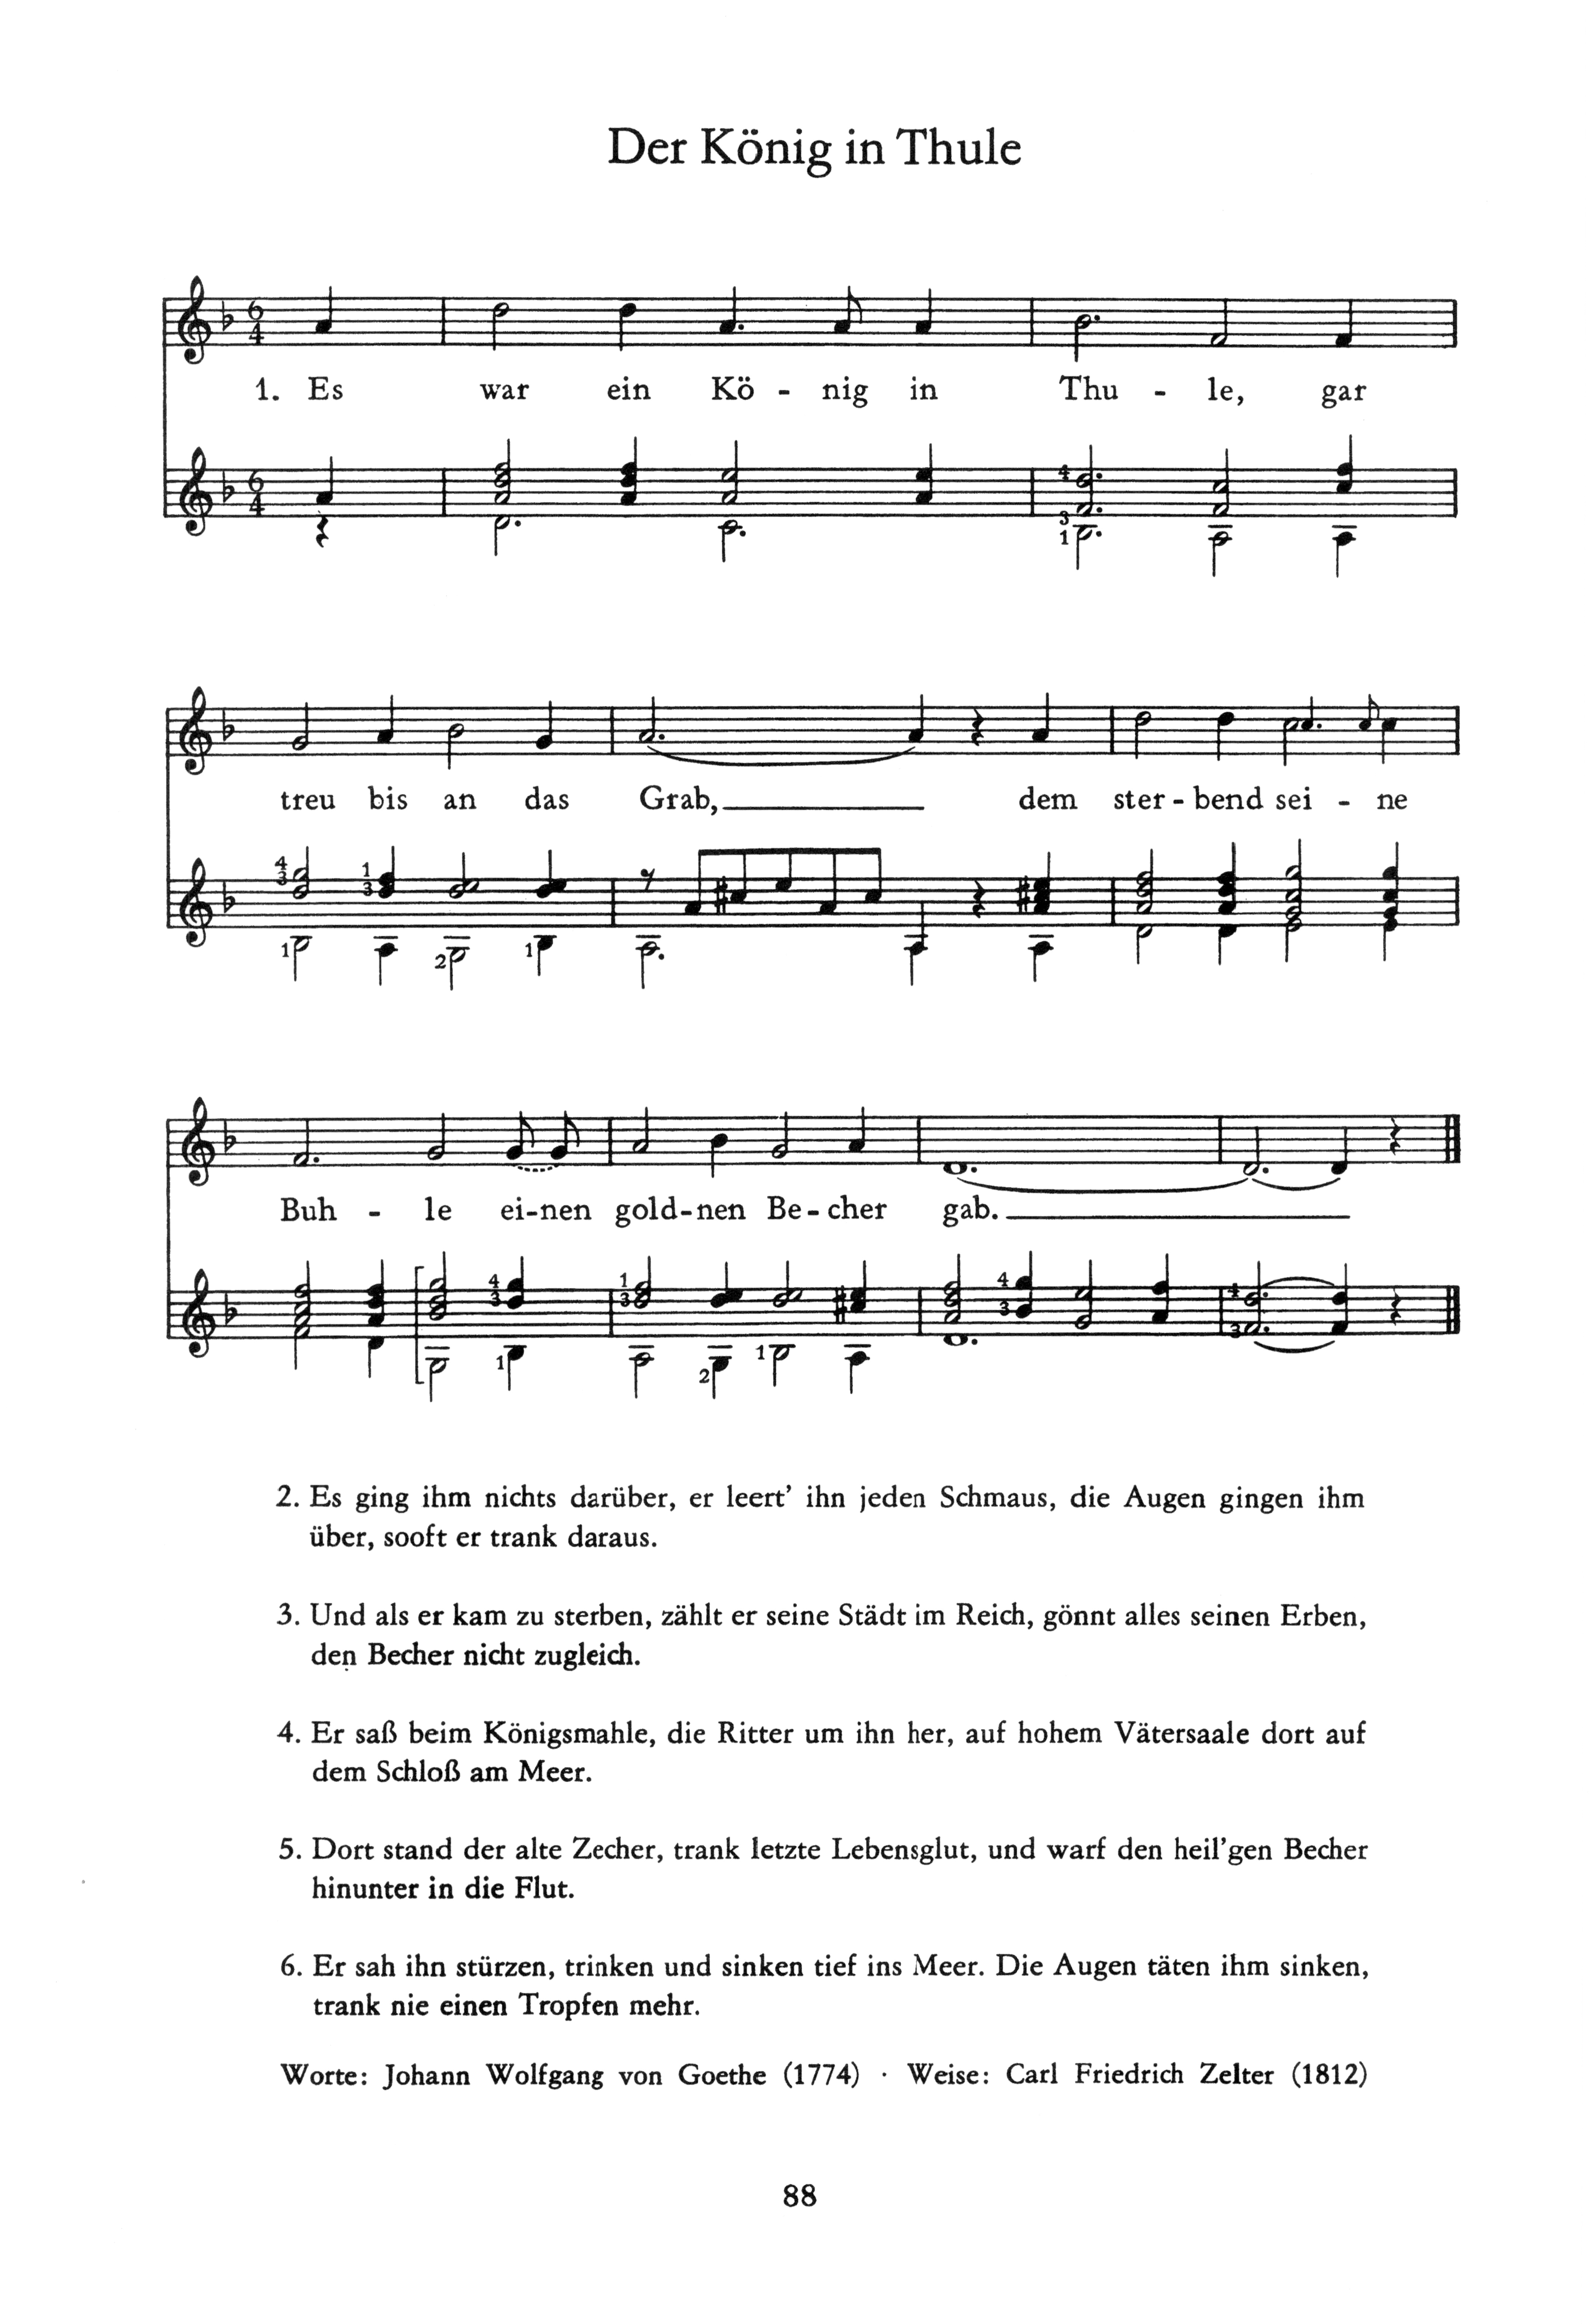 Der König in Thule
1. Es war ein Kö - nig in Thu - le, gar
treu bis an das Grab, dem ster - bend sei - ne
Buh - le ei-nen gold-nen Be-cher gab.
2. Es ging ihm nichts darüber, er leert’ ihn jeden Schmaus, die Augen gingen ihm
über, sooft er trank daraus.
3. Und als er kam zu sterben, zählt er seine Städt im Reich, gönnt alles seinen Erben,
den Becher nicht zugleich.
4. Er saß beim Königsmahle, die Ritter um ihn her, auf hohem Vätersaale dort auf
dem Schloß am Meer.
5. Dort stand der alte Zecher, trank letzte Lebensglut, und warf den heil’gen Becher
hinunter in die Flut.
6. Er sah ihn stürzen, trinken und sinken tief ins Meer. Die Augen täten ihm sinken,
trank nie einen Tropfen mehr.
Worte: Johann Wolfgang von Goethe (1774) · Weise: Carl Friedrich Zelter (1812)
88